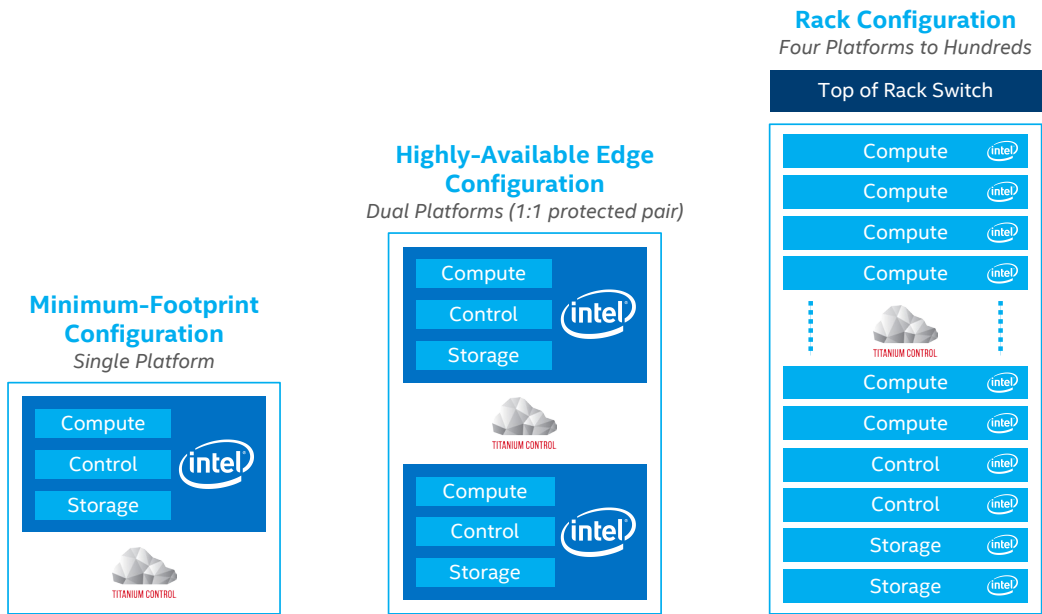 Minimum-Footprint
Configuration
Single Platform
Compute
Control
Storage
intel
TITANIUM CONTROL
Highly-Available Edge
Configuration
Dual Platforms (1:1 protected pair)
Compute
Control
Storage
intel
TITANIUM CONTROL
Compute
Control
Storage
intel
Rack Configuration
Four Platforms to Hundreds
Top of Rack Switch
Compute intel
Compute intel
Compute intel
Compute intel
TITANIUM CONTROL
Compute intel
Compute intel
Control intel
Control intel
Storage intel
Storage intel